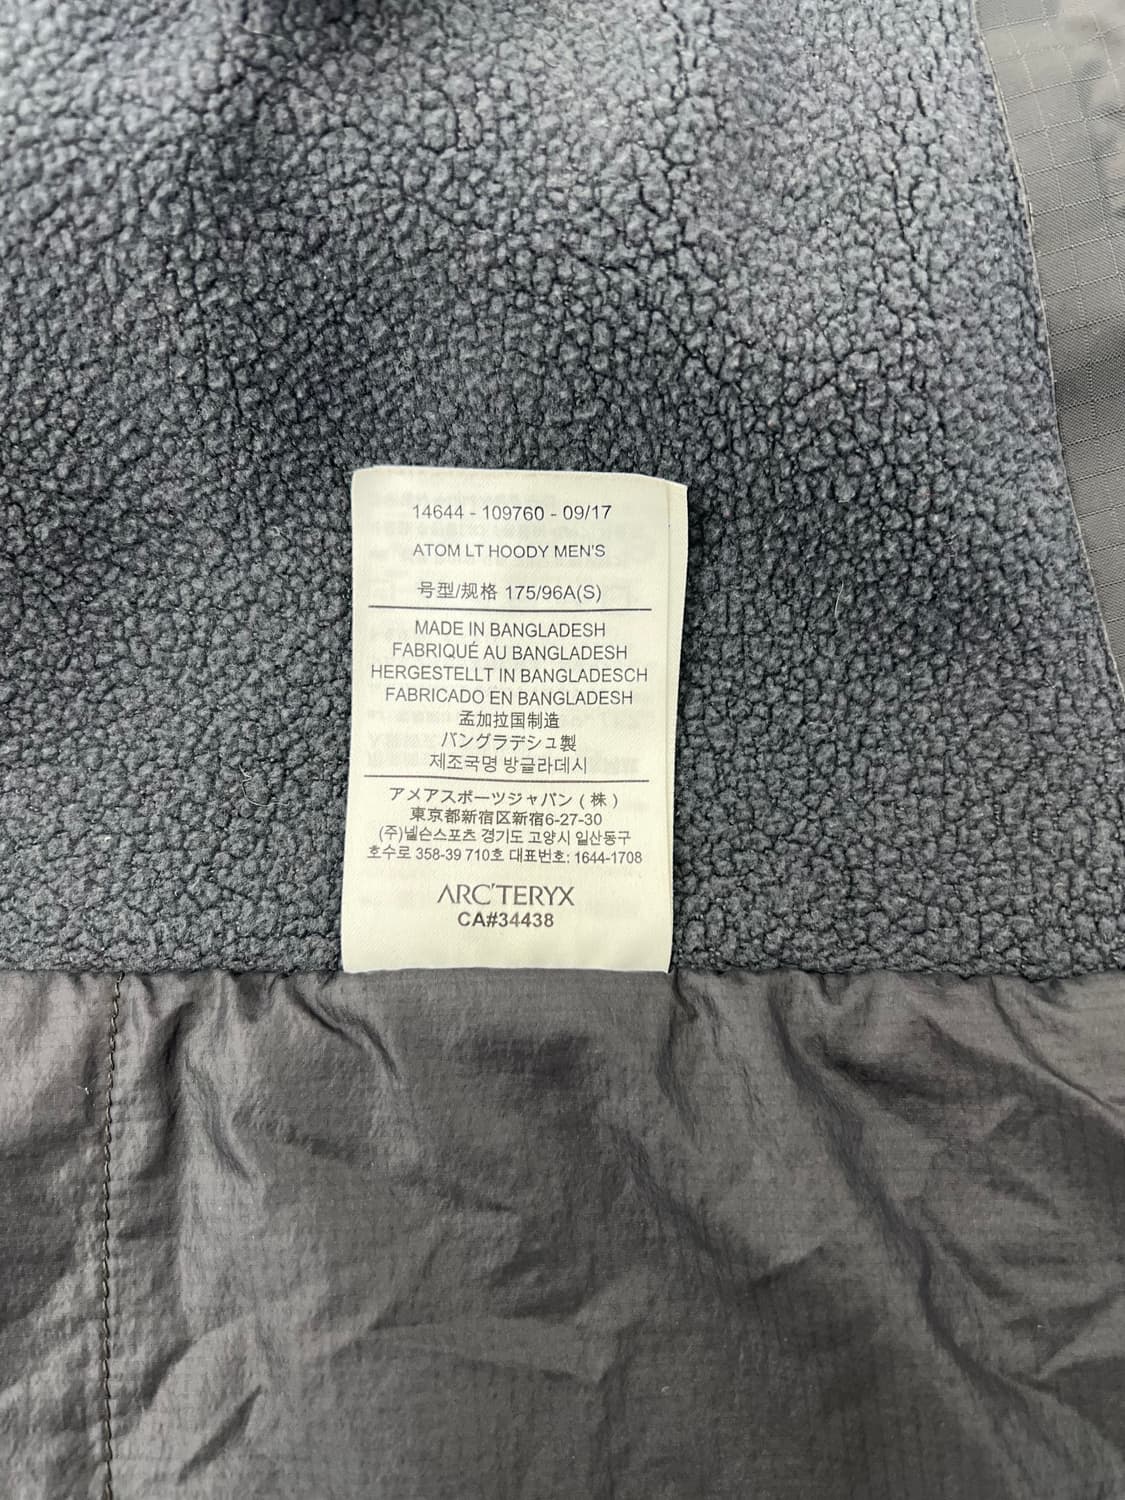 14644 - 109760 - 09/17
ATOM LT HOODY MEN'S
号型/规格 175/96A(S)
MADE IN BANGLADESH
FABRIQUÉ AU BANGLADESH
HERGESTELLT IN BANGLADESCH
FABRICADO EN BANGLADESH
孟加拉国制造
バングラデシュ製
제조국명 방글라데시
アメアスポーツジャパン ( 株 )
東京都新宿区新宿6-27-30
(주)넬슨스포츠 경기도 고양시 일산동구
호수로 358-39 710호 대표번호: 1644-1708
ARC'TERYX
CA#34438